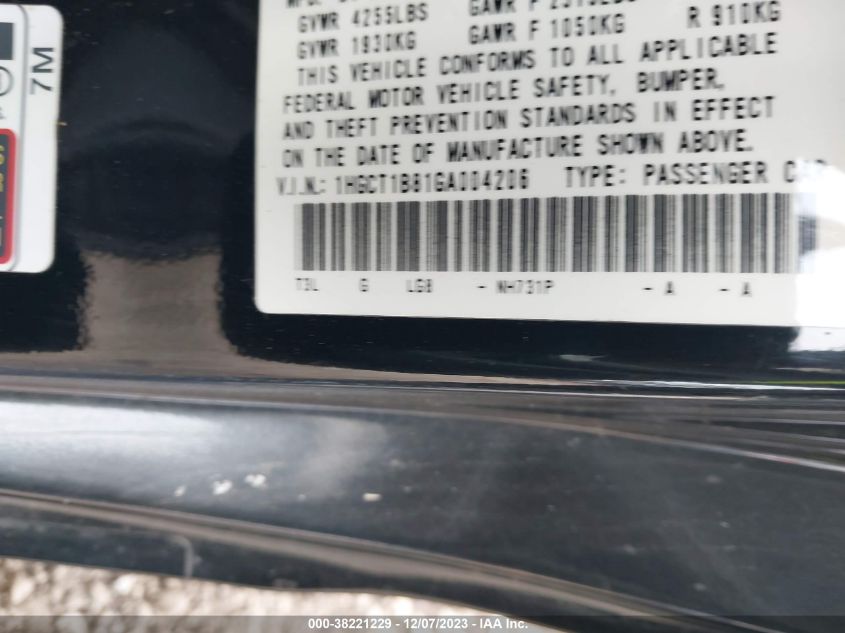 GVWR 4255LBS GAWR F
GVWR 1930KG GAWR F 1050KG R 910KG
THIS VEHICLE CONFORMS TO ALL APPLICABLE
FEDERAL MOTOR VEHICLE SAFETY, BUMPER,
AND THEFT PREVENTION STANDARDS IN EFFECT
ON THE DATE OF MANUFACTURE SHOWN ABOVE.
V.I.N.: 1HGCT1B81GA004206 TYPE: PASSENGER CAR
T3L G LGB - NH731P - A - A
7M
000-38221229 - 12/07/2023 - IAA Inc.